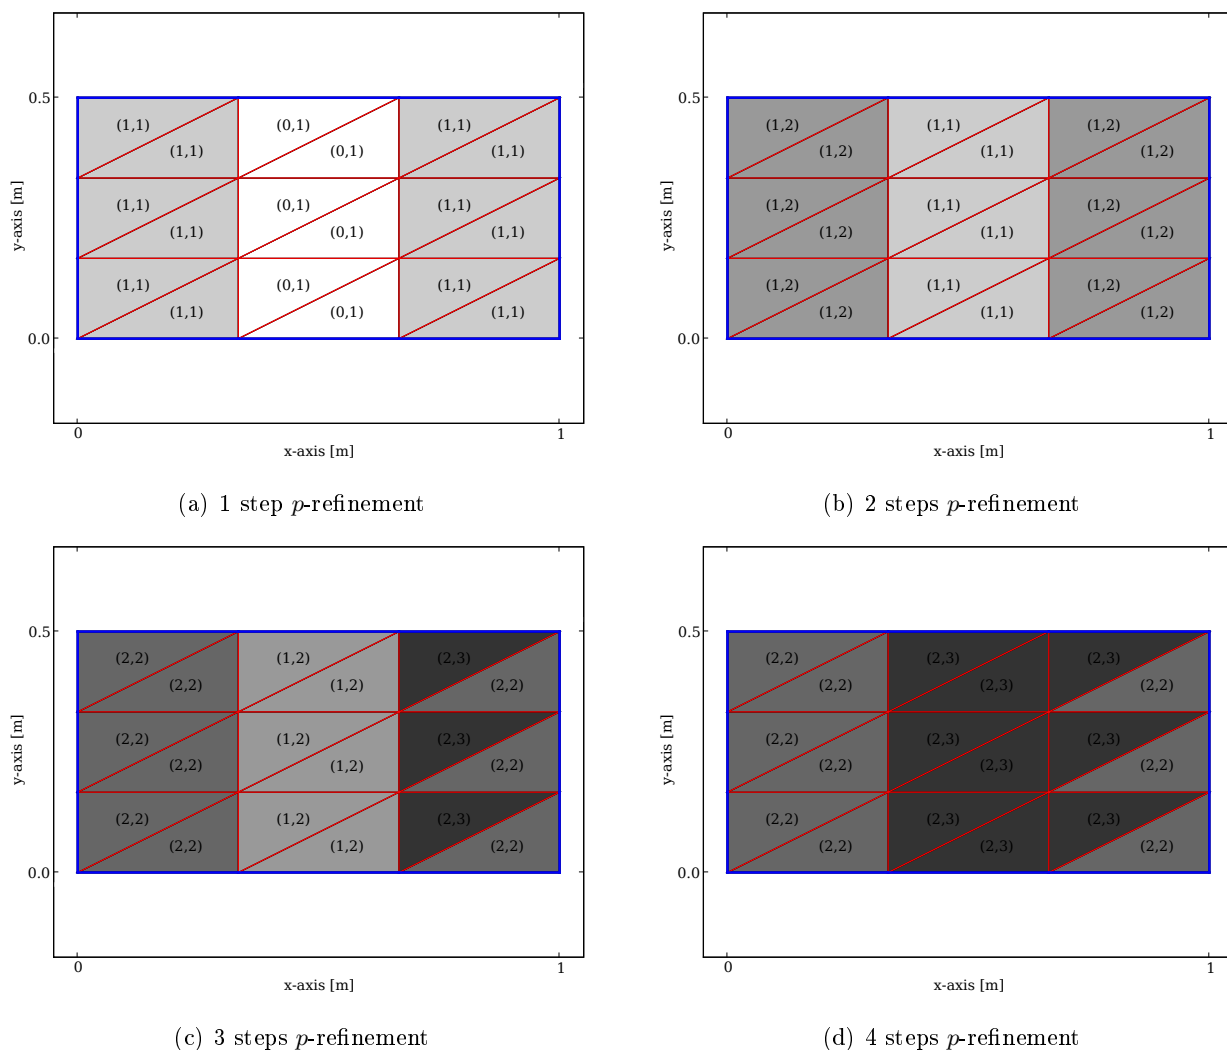 0.5
(1,1) (0,1) (1,1)
(1,1) (0,1) (1,1)
(1,1) (0,1) (1,1)
(1,1) (0,1) (1,1)
(1,1) (0,1) (1,1)
(1,1) (0,1) (1,1)
0.0
y-axis [m]
0 1
x-axis [m]
(a) 1 step p-refinement
0.5
(1,2) (1,1) (1,2)
(1,2) (1,1) (1,2)
(1,2) (1,1) (1,2)
(1,2) (1,1) (1,2)
(1,2) (1,1) (1,2)
(1,2) (1,1) (1,2)
0.0
y-axis [m]
0 1
x-axis [m]
(b) 2 steps p-refinement
0.5
(2,2) (1,2) (2,3)
(2,2) (1,2) (2,2)
(2,2) (1,2) (2,3)
(2,2) (1,2) (2,2)
(2,2) (1,2) (2,3)
(2,2) (1,2) (2,2)
0.0
y-axis [m]
0 1
x-axis [m]
(c) 3 steps p-refinement
0.5
(2,2) (2,3) (2,3)
(2,2) (2,3) (2,2)
(2,2) (2,3) (2,3)
(2,2) (2,3) (2,2)
(2,2) (2,3) (2,3)
(2,2) (2,3) (2,2)
0.0
y-axis [m]
0 1
x-axis [m]
(d) 4 steps p-refinement